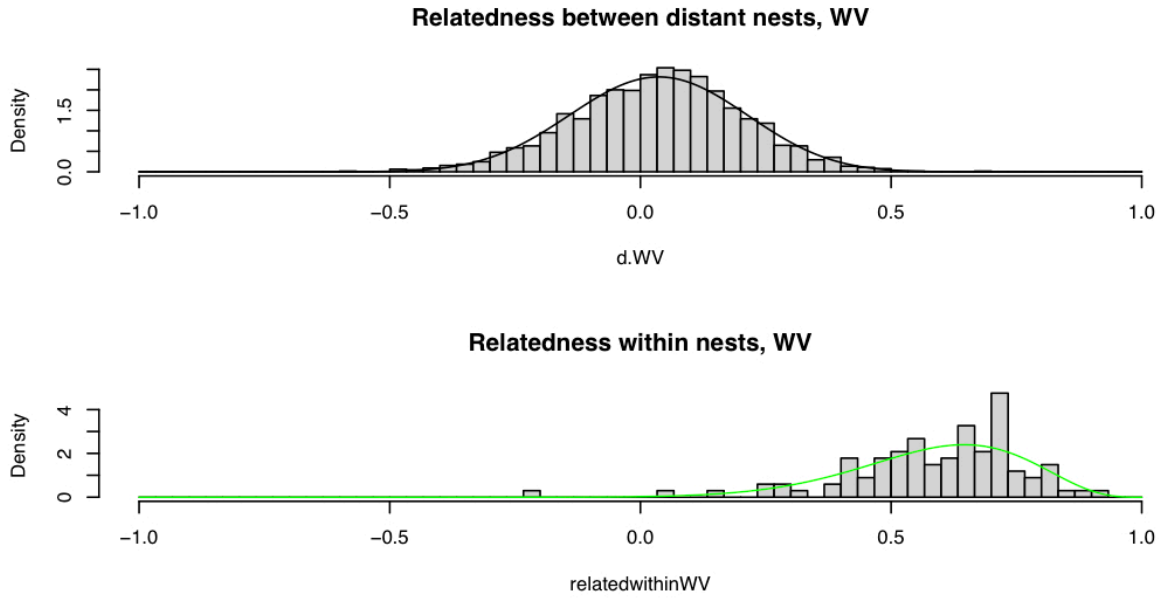 Relatedness between distant nests, WV
Density
0.0 1.5
−1.0 −0.5 0.0 0.5 1.0
d.WV
Relatedness within nests, WV
Density
0 2 4
−1.0 −0.5 0.0 0.5 1.0
relatedwithinWV